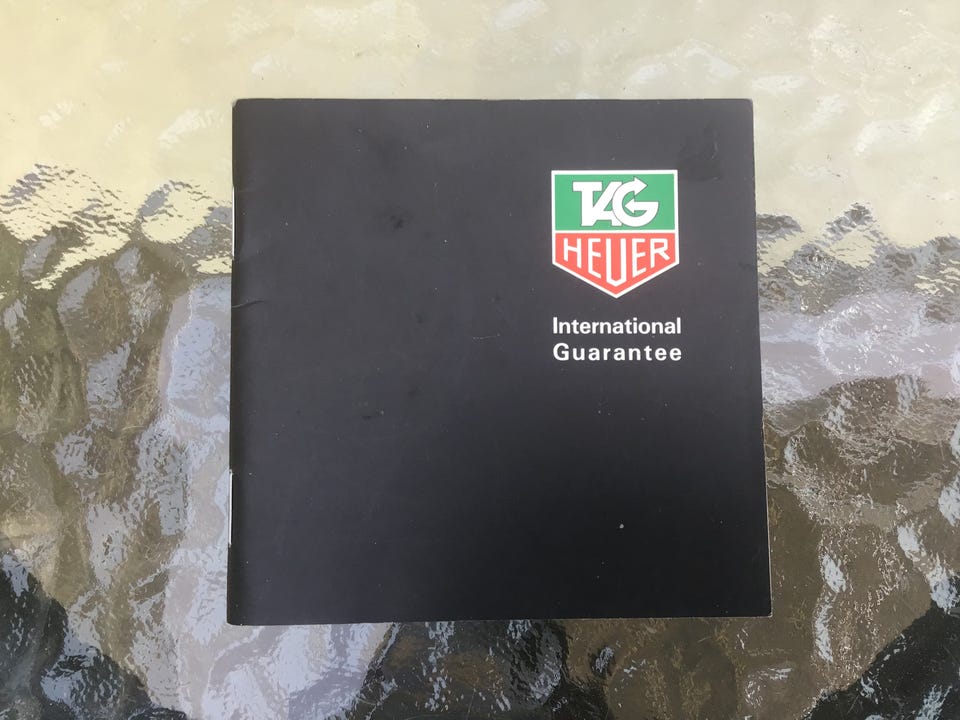 TAG
HEUER
International
Guarantee